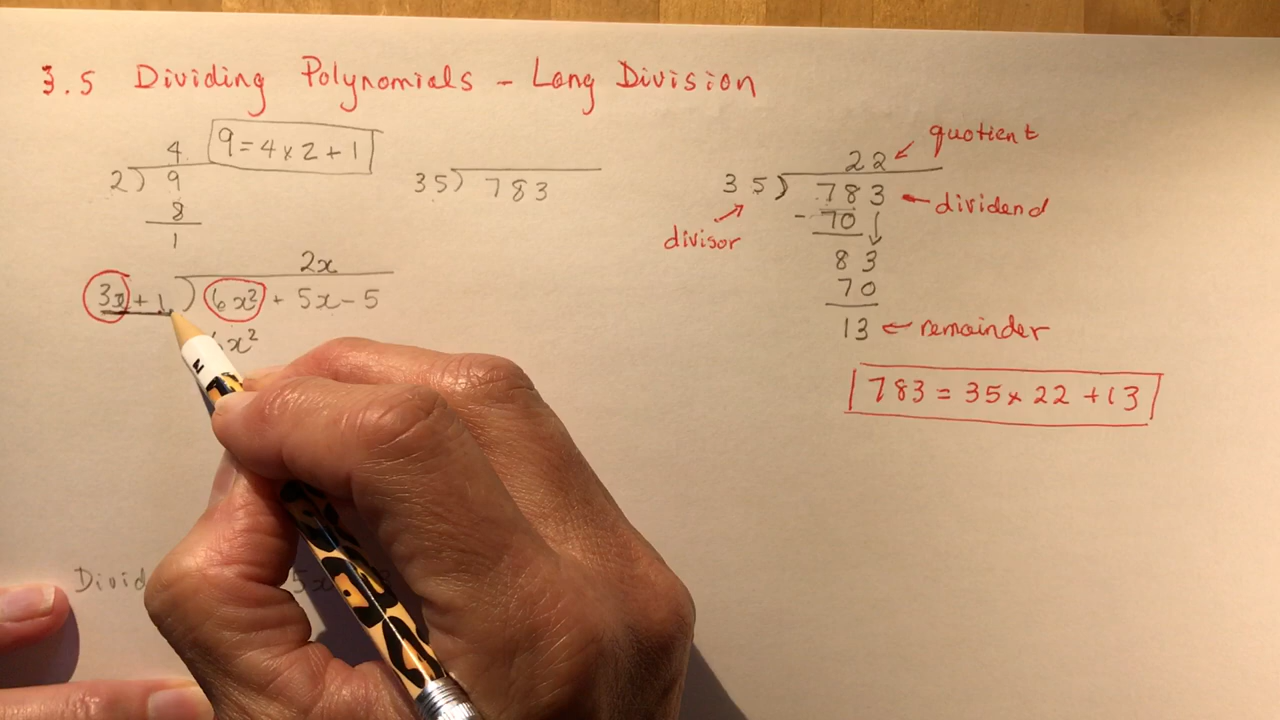 3.5 Dividing Polynomials - Long Division
4
9 = 4 x 2 + 1
2) 9
8
1
35) 783
22 ← quotient
35) 783 ← dividend
divisor
- 70
83
70
13 ← remainder
783 = 35 x 22 + 13
2x
3x + 1 ) 6x² + 5x - 5
6x²